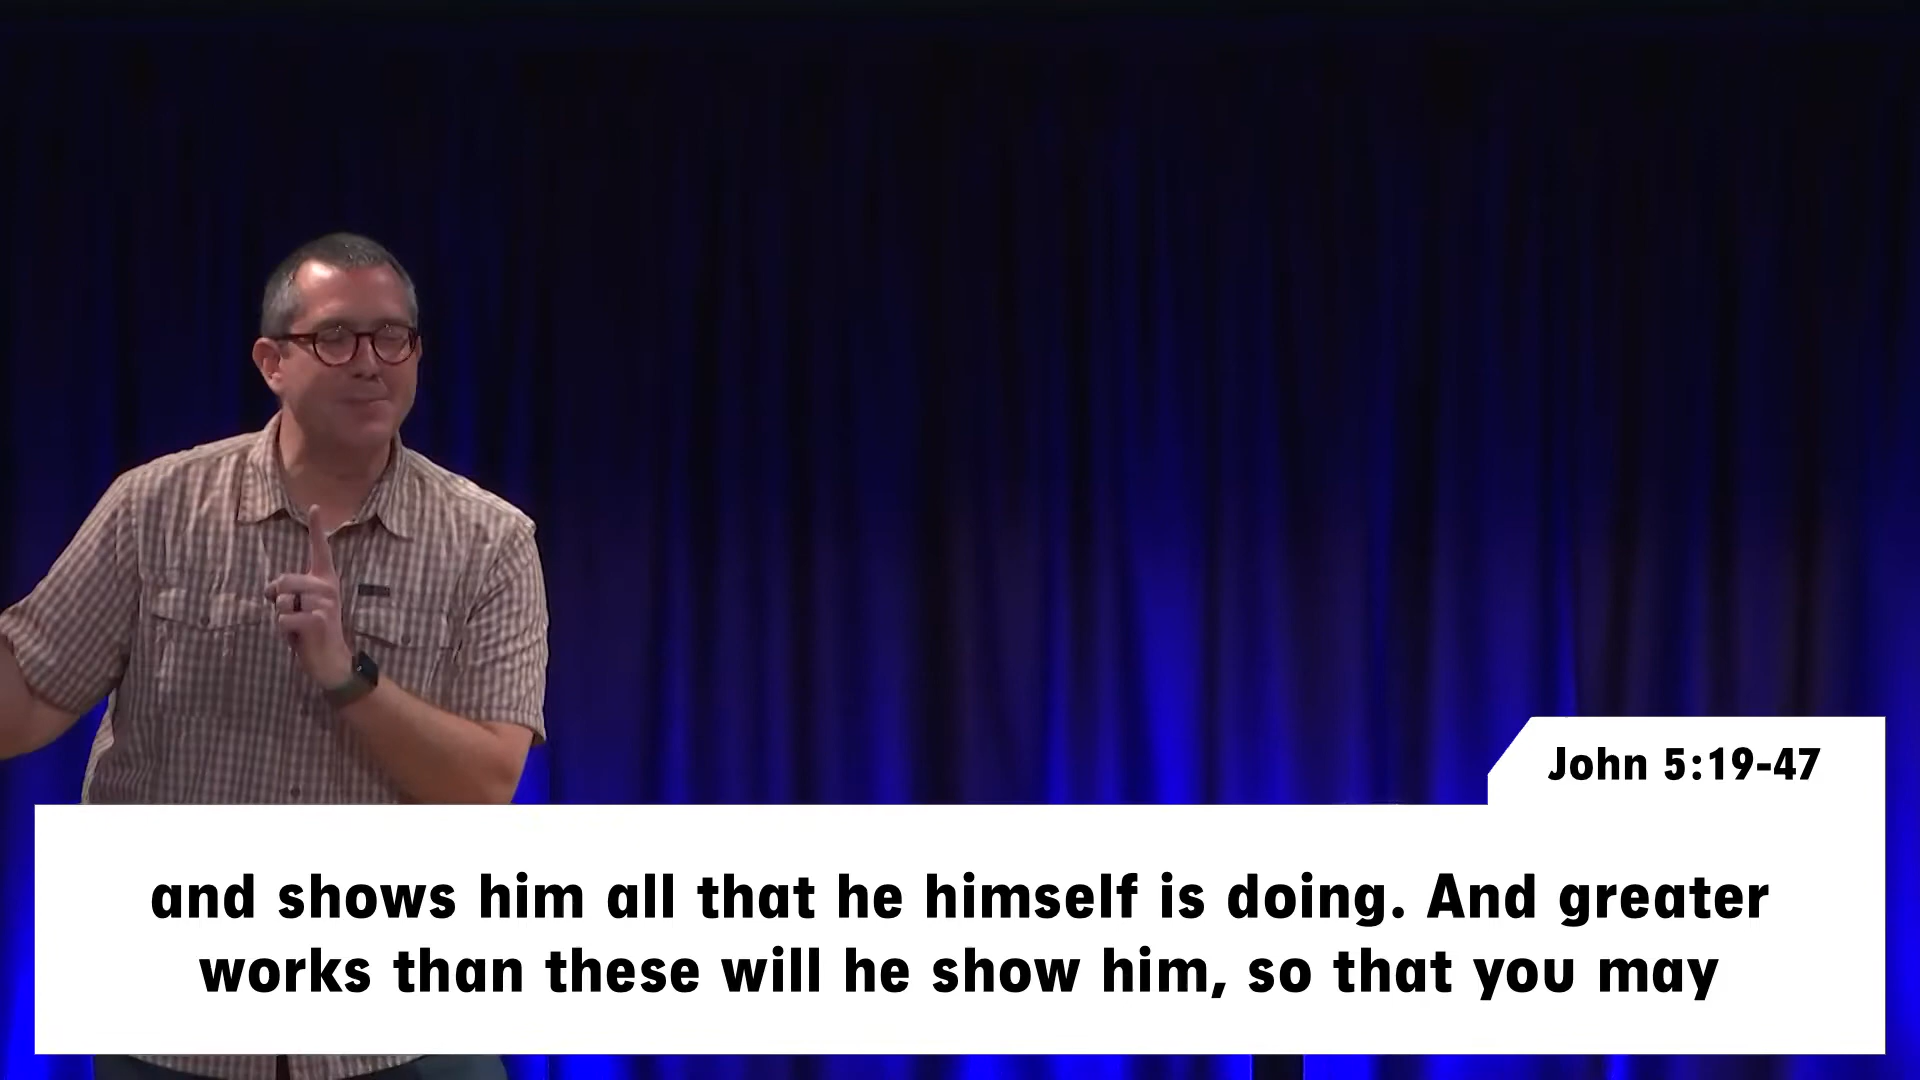 John 5:19-47
and shows him all that he himself is doing. And greater
works than these will he show him, so that you may